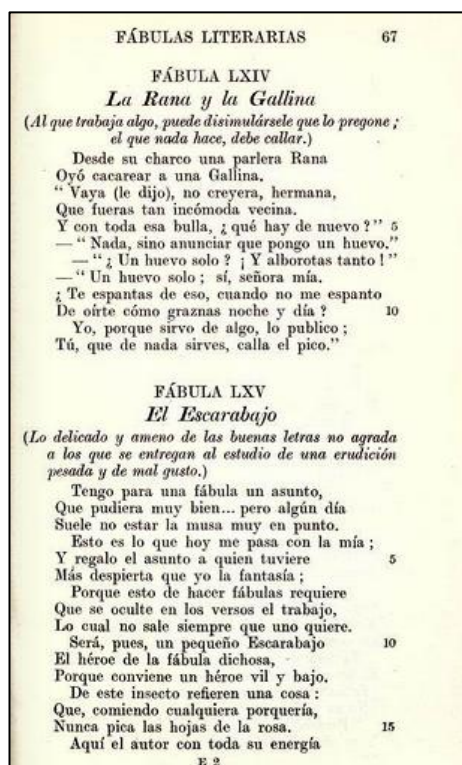 FÁBULAS LITERARIAS 67
FÁBULA LXIV
La Rana y la Gallina
(Al que trabaja algo, puede disimulársele que lo pregone ;
el que nada hace, debe callar.)
Desde su charco una parlera Rana
Oyó cacarear a una Gallina.
“ Vaya (le dijo), no creyera, hermana,
Que fueras tan incómoda vecina.
Y con toda esa bulla, ¿ qué hay de nuevo ? ” 5
— “ Nada, sino anunciar que pongo un huevo.”
— “ ¿ Un huevo solo ? ¡ Y alborotas tanto ! ”
— “ Un huevo solo ; sí, señora mía.
¿ Te espantas de eso, cuando no me espanto
De oírte cómo graznas noche y día ? 10
Yo, porque sirvo de algo, lo publico ;
Tú, que de nada sirves, calla el pico.”
FÁBULA LXV
El Escarabajo
(Lo delicado y ameno de las buenas letras no agrada
a los que se entregan al estudio de una erudición
pesada y de mal gusto.)
Tengo para una fábula un asunto,
Que pudiera muy bien... pero algún día
Suele no estar la musa muy en punto.
Esto es lo que hoy me pasa con la mía ;
Y regalo el asunto a quien tuviere 5
Más despierta que yo la fantasía ;
Porque esto de hacer fábulas requiere
Que se oculte en los versos el trabajo,
Lo cual no sale siempre que uno quiere.
Será, pues, un pequeño Escarabajo 10
El héroe de la fábula dichosa,
Porque conviene un héroe vil y bajo.
De este insecto refieren una cosa :
Que, comiendo cualquiera porquería,
Nunca pica las hojas de la rosa. 15
Aquí el autor con toda su energía
E 2